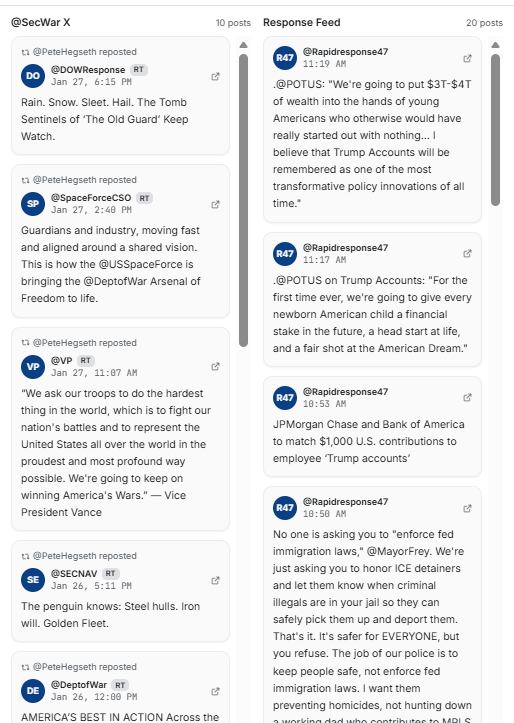 @SecWar X
10 posts
@PeteHegseth reposted
DO
@DOWResponse RT
Jan 27, 6:15 PM
Rain. Snow. Sleet. Hail. The Tomb
Sentinels of ‘The Old Guard’ Keep
Watch.
@PeteHegseth reposted
SP
@SpaceForceCSO RT
Jan 27, 2:40 PM
Guardians and industry, moving fast
and aligned around a shared vision.
This is how the @USSpaceForce is
bringing the @DeptofWar Arsenal of
Freedom to life.
@PeteHegseth reposted
VP
@VP RT
Jan 27, 11:07 AM
“We ask our troops to do the hardest
thing in the world, which is to fight our
nation's battles and to represent the
United States all over the world in the
proudest and most profound way
possible. We're going to keep on
winning America's Wars.” — Vice
President Vance
@PeteHegseth reposted
SE
@SECNAV RT
Jan 26, 5:11 PM
The penguin knows: Steel hulls. Iron
will. Golden Fleet.
@PeteHegseth reposted
DE
@DeptofWar RT
Jan 26, 12:00 PM
AMERICA'S BEST IN ACTION Across the
Response Feed
20 posts
R47
@Rapidresponse47
11:19 AM
.@POTUS: "We're going to put $3T-$4T
of wealth into the hands of young
Americans who otherwise would have
really started out with nothing... I
believe that Trump Accounts will be
remembered as one of the most
transformative policy innovations of all
time."
R47
@Rapidresponse47
11:17 AM
.@POTUS on Trump Accounts: "For the
first time ever, we're going to give every
newborn American child a financial
stake in the future, a head start at life,
and a fair shot at the American Dream."
R47
@Rapidresponse47
10:53 AM
JPMorgan Chase and Bank of America
to match $1,000 U.S. contributions to
employee ‘Trump accounts’
R47
@Rapidresponse47
10:50 AM
No one is asking you to "enforce fed
immigration laws," @MayorFrey. We're
just asking you to honor ICE detainers
and let them know when criminal
illegals are in your jail so they can
safely pick them up and deport them.
That's it. It's safer for EVERYONE, but
you refuse. The job of our police is to
keep people safe, not enforce fed
immigration laws. I want them
preventing homicides, not hunting down
a working dad who contributes to MPLS